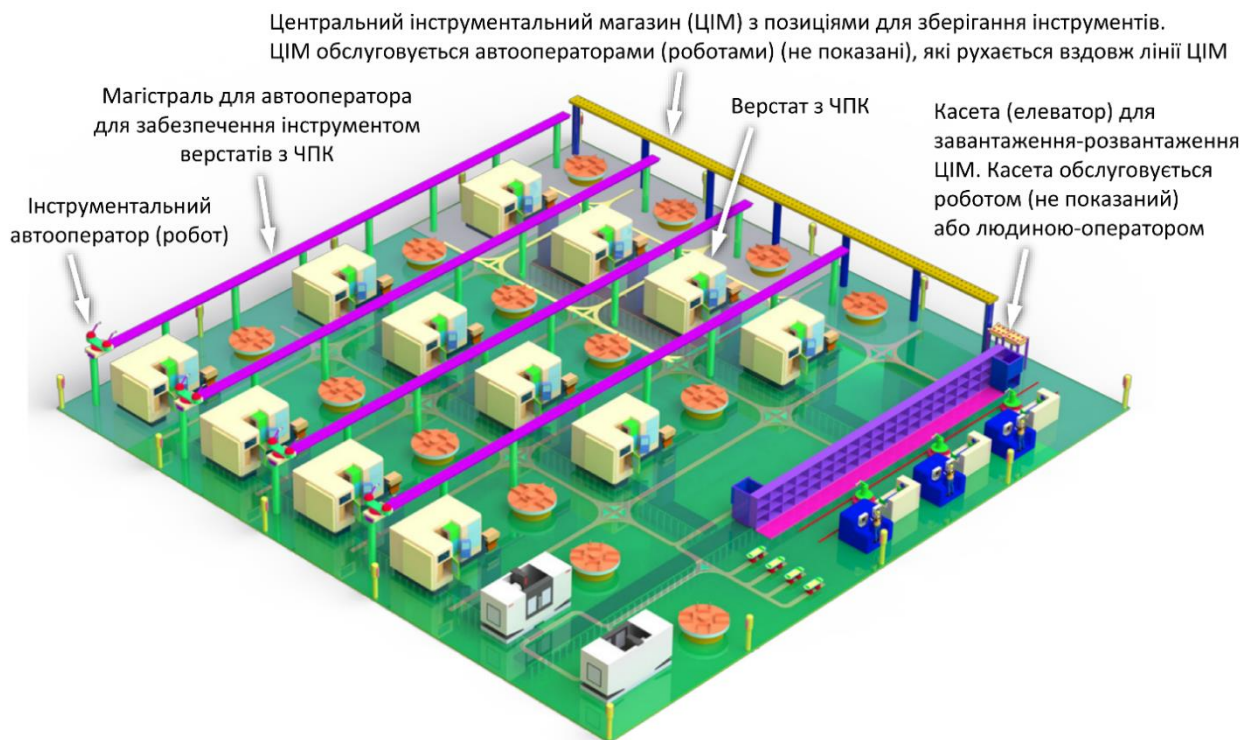 Центральний інструментальний магазин (ЦІМ) з позиціями для зберігання інструментів.
ЦІМ обслуговується автооператорами (роботами) (не показані), які рухається вздовж лінії ЦІМ
Магістраль для автооператора
для забезпечення інструментом
верстатів з ЧПК
Верстат з ЧПК
Касета (елеватор) для
завантаження-розвантаження
ЦІМ. Касета обслуговується
роботом (не показаний)
або людиною-оператором
Інструментальний
автооператор (робот)